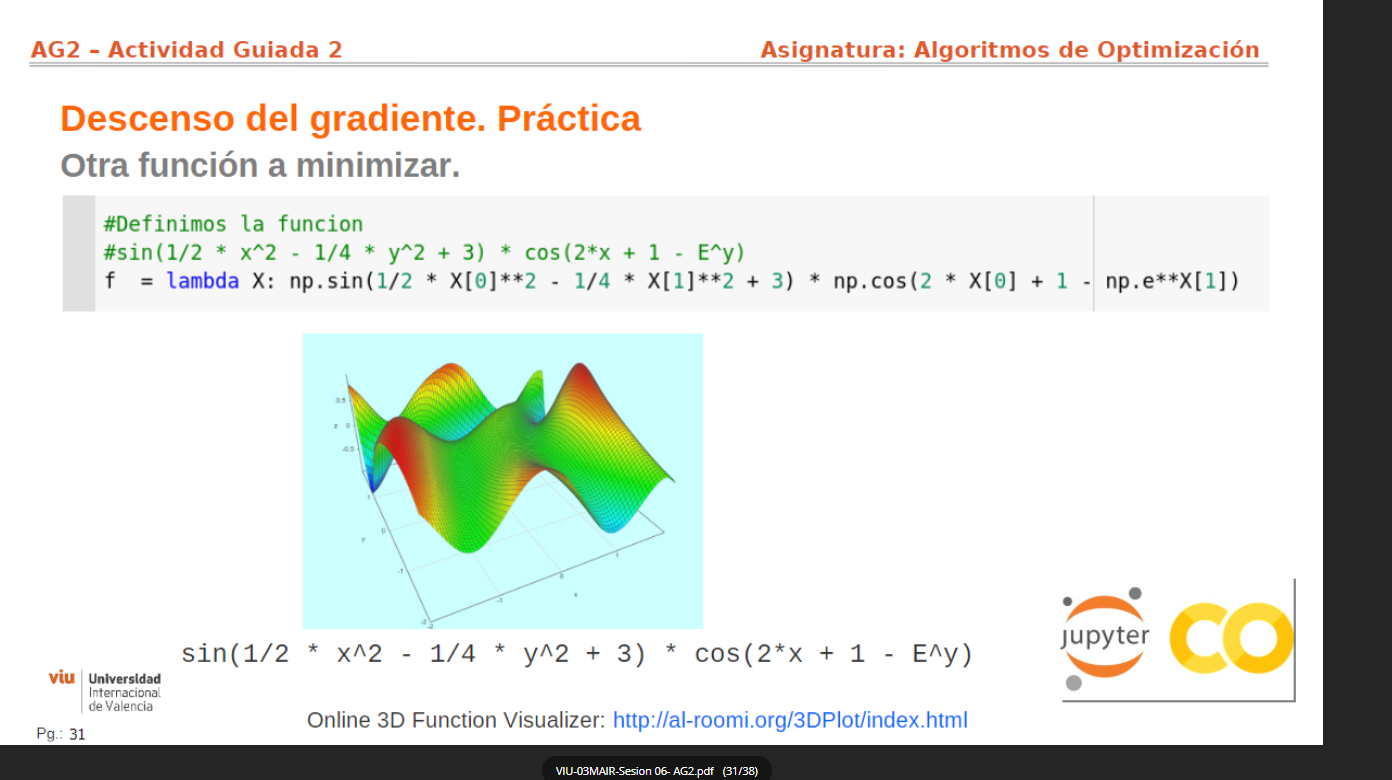 AG2 – Actividad Guiada 2
Asignatura: Algoritmos de Optimización
Descenso del gradiente. Práctica
Otra función a minimizar.
#Definimos la funcion
#sin(1/2 * x^2 - 1/4 * y^2 + 3) * cos(2*x + 1 - E^y)
f  = lambda X: np.sin(1/2 * X[0]**2 - 1/4 * X[1]**2 + 3) * np.cos(2 * X[0] + 1 - np.e**X[1])
0.5
z 0
-0.5
1
y
0
-1
-2
-2
-1
0
x
1
sin(1/2 * x^2 - 1/4 * y^2 + 3) * cos(2*x + 1 - E^y)
jupyter
CO
viu
Universidad
Internacional
de Valencia
Online 3D Function Visualizer: http://al-roomi.org/3DPlot/index.html
Pg.: 31
VIU-03MAIR-Sesion 06- AG2.pdf (31/38)